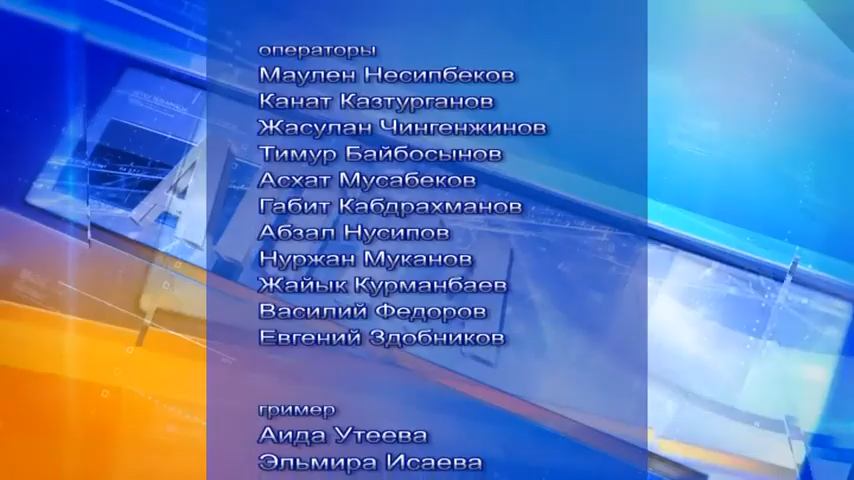 операторы
Маулен Несипбеков
Канат Казтурганов
Жасулан Чингенжинов
Тимур Байбосынов
Асхат Мусабеков
Габит Кабдрахманов
Абзал Нусипов
Нуржан Муканов
Жайык Курманбаев
Василий Федоров
Евгений Здобников
гример
Аида Утеева
Эльмира Исаева